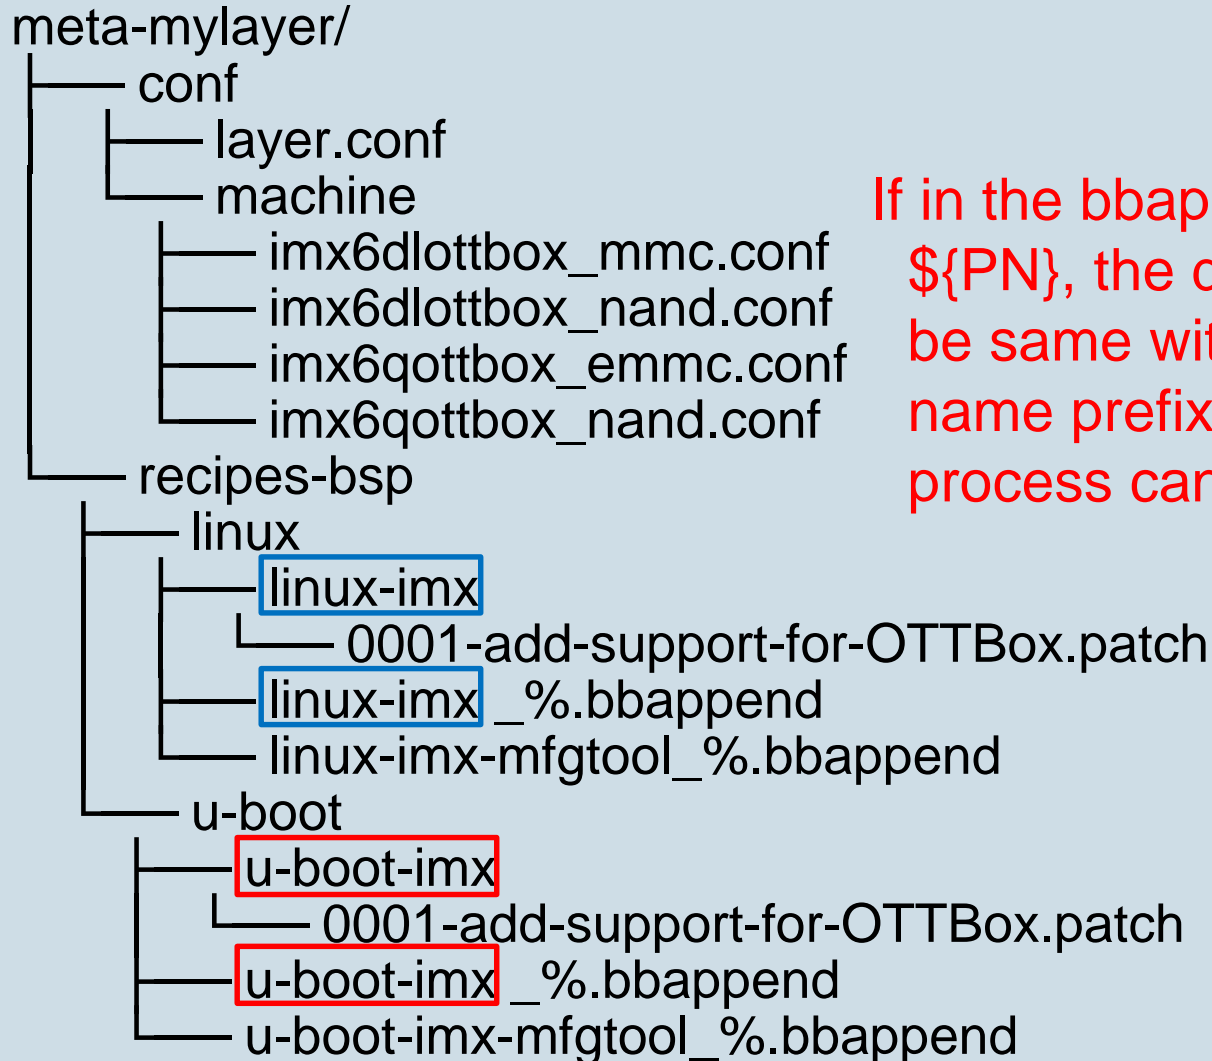 meta-mylayer/
conf
layer.conf
machine
imx6dlottbox_mmc.conf
imx6dlottbox_nand.conf
imx6qottbox_emmc.conf
imx6qottbox_nand.conf
recipes-bsp
linux
linux-imx
0001-add-support-for-OTTBox.patch
linux-imx _%.bbappend
linux-imx-mfgtool_%.bbappend
u-boot
u-boot-imx
0001-add-support-for-OTTBox.patch
u-boot-imx _%.bbappend
u-boot-imx-mfgtool_%.bbappend
If in the
${PN}, the
be same
name prefix
process